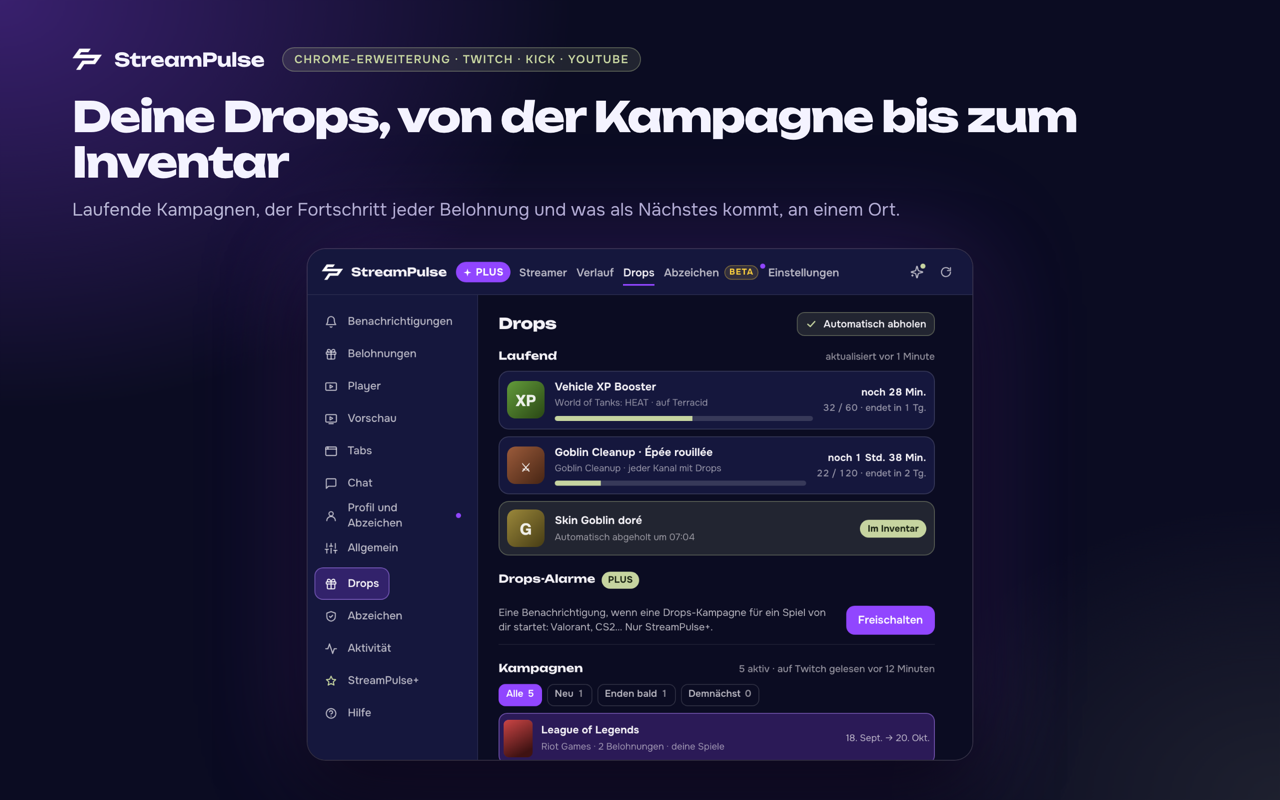 StreamPulse
CHROME-ERWEITERUNG · TWITCH · KICK · YOUTUBE
Deine Drops, von der Kampagne bis zum
Inventar
Laufende Kampagnen, der Fortschritt jeder Belohnung und was als Nächstes kommt, an einem Ort.
StreamPulse
+ PLUS
Streamer
Verlauf
Drops
Abzeichen
BETA
Einstellungen
Benachrichtigungen
Belohnungen
Player
Vorschau
Tabs
Chat
Profil und
Abzeichen
Allgemein
Drops
Abzeichen
Aktivität
StreamPulse+
Hilfe
Drops
Automatisch abholen
Laufend
aktualisiert vor 1 Minute
XP
Vehicle XP Booster
World of Tanks: HEAT · auf Terracid
noch 28 Min.
32 / 60 · endet in 1 Tg.
Goblin Cleanup · Épée rouillée
Goblin Cleanup · jeder Kanal mit Drops
noch 1 Std. 38 Min.
22 / 120 · endet in 2 Tg.
G
Skin Goblin doré
Automatisch abgeholt um 07:04
Im Inventar
Drops-Alarme
PLUS
Eine Benachrichtigung, wenn eine Drops-Kampagne für ein Spiel von
dir startet: Valorant, CS2… Nur StreamPulse+.
Freischalten
Kampagnen
5 aktiv · auf Twitch gelesen vor 12 Minuten
Alle 5
Neu 1
Enden bald 1
Demnächst 0
League of Legends
Riot Games · 2 Belohnungen · deine Spiele
18. Sept. → 20. Okt.